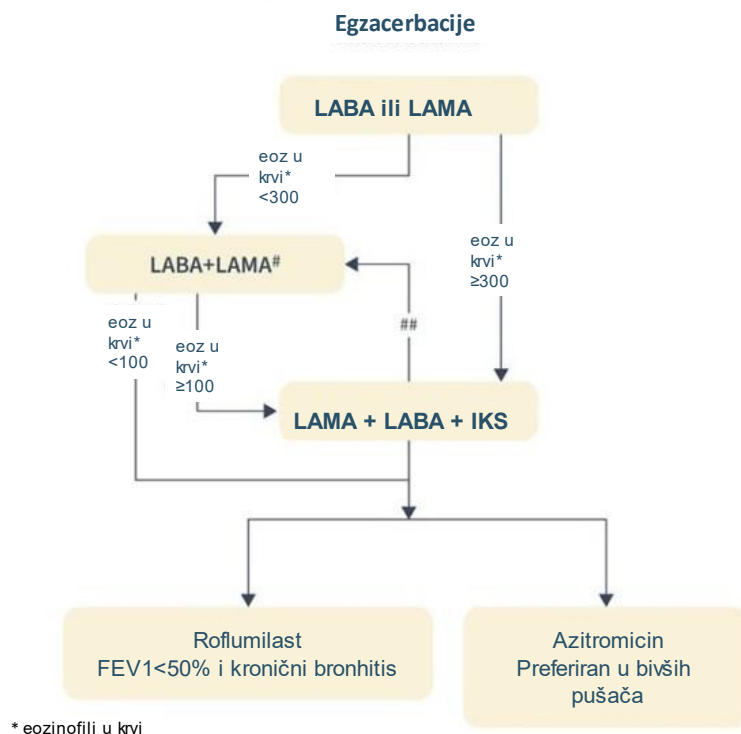 Egzacerbacije
LABA ili LAMA
eoz u
krvi*
<300
LABA+LAMA#
eoz u
krvi*
≥300
eoz u
krvi*
<100
eoz u
krvi*
≥100
##
LAMA + LABA + IKS
Roflumilast
FEV1<50% i kronični bronhitis
Azitromicin
Preferiran u bivših
pušača
* eozinofili u krvi